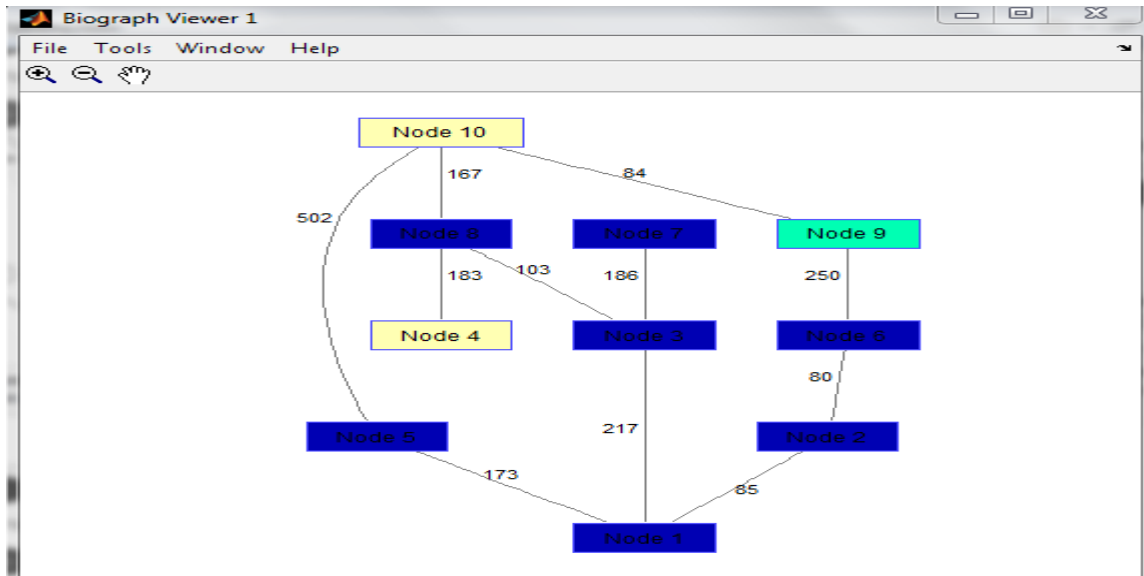 Biograph Viewer 1
File Tools Window Help
Node 10
167
84
502
Node 8
Node 7
Node 9
183
103
186
250
Node 4
Node 3
Node 6
80
217
Node 5
Node 2
173
85
Node 1